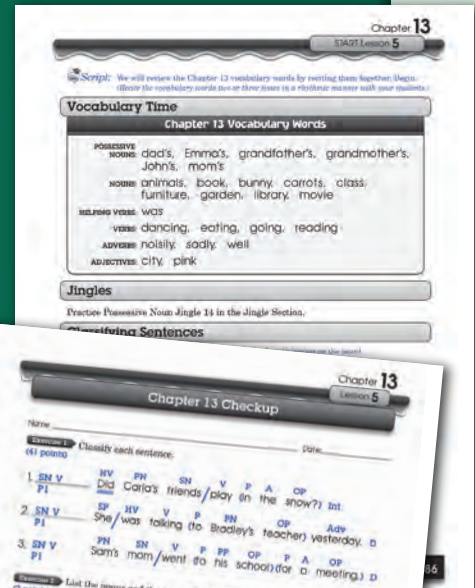 Chapter 13
START Lesson 5
Script: We will review the Chapter 13 vocabulary words by reciting them together. Begin.
(Recite the vocabulary words two or three times in a rhythmic manner with your students.)
Vocabulary Time
Chapter 13 Vocabulary Words
POSSESSIVE NOUNS: dad's, Emma's, grandfather's, grandmother's,
John's, mom's
NOUNS: animals, book, bunny, carrots, class,
furniture, garden, library, movie
HELPING VERBS: was
VERBS: dancing, eating, going, reading
ADVERBS: noisily, sadly, well
ADJECTIVES: city, pink
Jingles
Practice Possessive Noun Jingle 14 in the Jingle Section.
Classifying Sentences
Chapter 13
Lesson 5
Chapter 13 Checkup
Name: Date:
Exercise 1 Classify each sentence.
(41 points)
HV PN SN V P A OP
1. SN V Did Carla's friends/play (in the snow?) Int
P1
SP HV V P PN OP Adv
2. SN V She/was talking (to Bradley's teacher) yesterday. D
P1
PN SN V P PP OP P A OP
3. SN V Sam's mom/went (to his school)(for a meeting.) D
P1
Exercise 2 List the
86